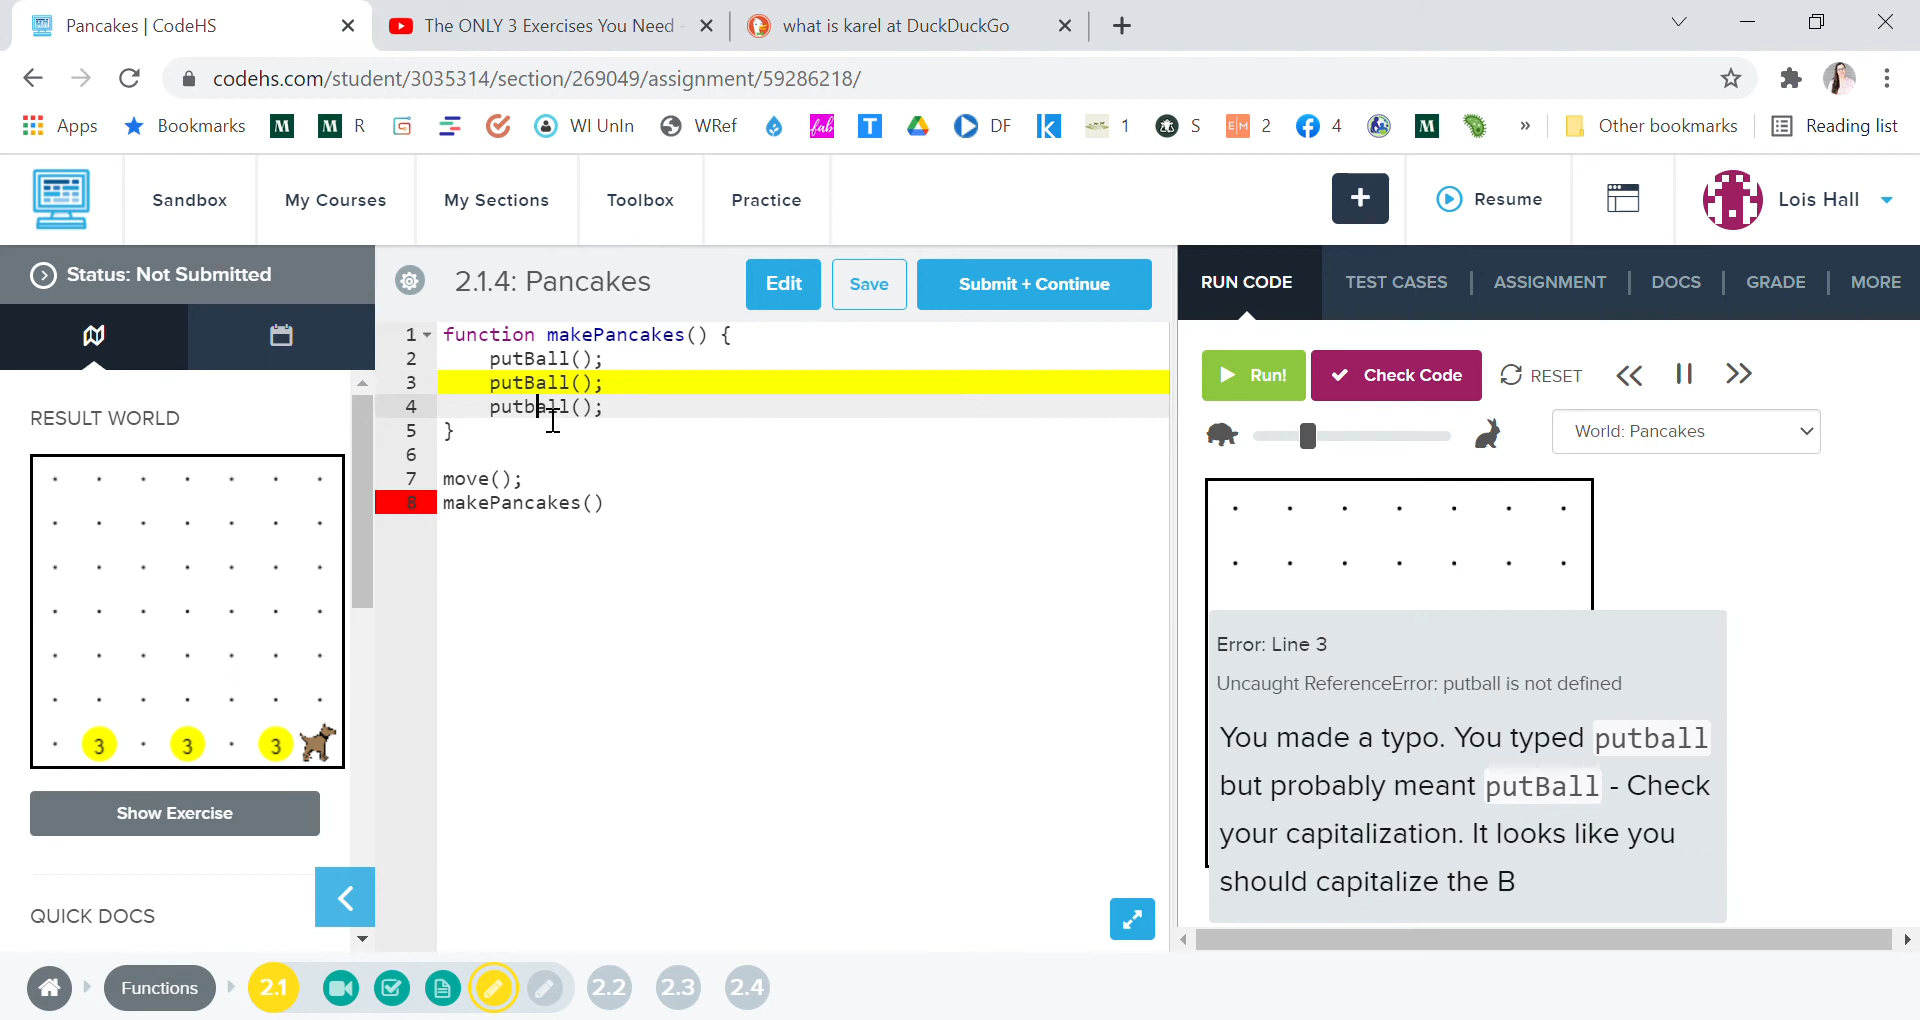 Pancakes | CodeHS
The ONLY 3 Exercises You Need
what is karel at DuckDuckGo
codehs.com/student/3035314/section/269049/assignment/59286218/
Apps Bookmarks M M R WI UnIn WRef fab T DF 1 S EM 2 4 M » Other bookmarks Reading list
Sandbox My Courses My Sections Toolbox Practice + Resume Lois Hall
Status: Not Submitted
2.1.4: Pancakes Edit Save Submit + Continue
RUN CODE TEST CASES ASSIGNMENT DOCS GRADE MORE
RESULT WORLD
3 3 3
Show Exercise
QUICK DOCS
1 function makePancakes() {
2 putBall();
3 putBall();
4 putball();
5 }
6
7 move();
8 makePancakes()
Run! Check Code RESET
World: Pancakes
Error: Line 3
Uncaught ReferenceError: putball is not defined
You made a typo. You typed putball
but probably meant putBall - Check
your capitalization. It looks like you
should capitalize the B
Functions 2.1 2.2 2.3 2.4